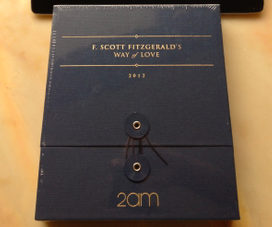 F. SCOTT FITZGERALD'S
WAY of LOVE
2012
2am